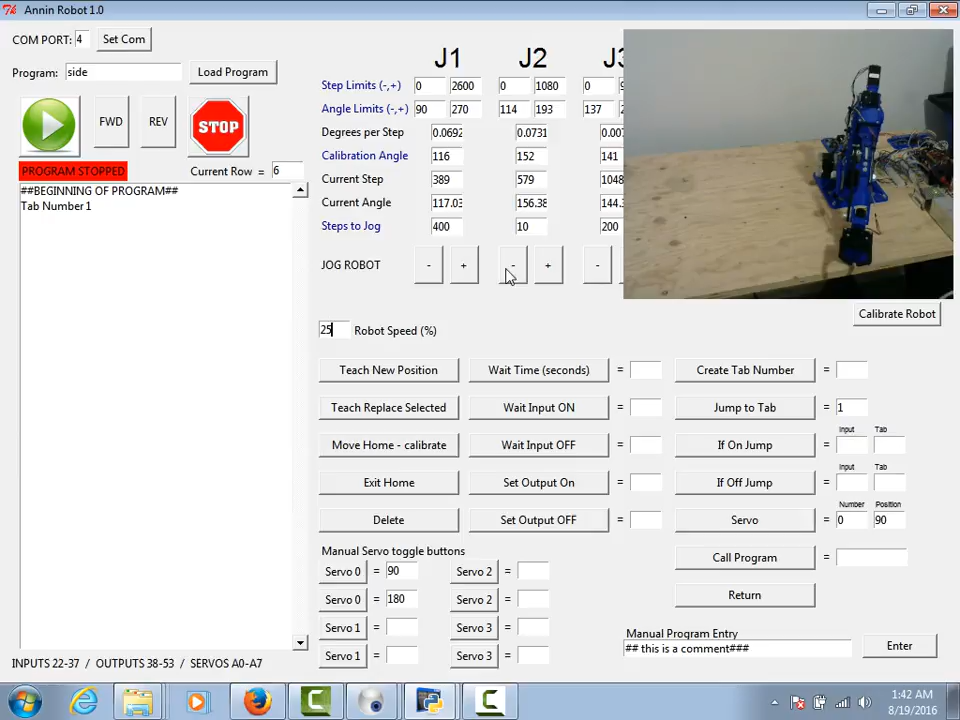 Annin Robot 1.0
COM PORT: 4 Set Com
Program: side Load Program
FWD REV STOP
PROGRAM STOPPED Current Row = 6
##BEGINNING OF PROGRAM##
Tab Number 1
J1 J2
Step Limits (-,+) 0 2600 0 1080 0
Angle Limits (-,+) 90 270 114 193 137
Degrees per Step 0.0692 0.0731 0.007
Calibration Angle 116 152 141
Current Step 389 579 1048
Current Angle 117.03 156.38 144.3
Steps to Jog 400 10 200
JOG ROBOT - + - + -
Calibrate Robot
25 Robot Speed (%)
Teach New Position Wait Time (seconds) = Create Tab Number =
Teach Replace Selected Wait Input ON = Jump to Tab = 1
Input Tab
Move Home - calibrate Wait Input OFF = If On Jump =
Input Tab
Exit Home Set Output On = If Off Jump =
Number Position
Delete Set Output OFF = Servo = 0 90
Manual Servo toggle buttons
Call Program =
Servo 0 = 90 Servo 2 =
Return
Servo 0 = 180 Servo 2 =
Servo 1 = Servo 3 =
Servo 1 = Servo 3 =
Manual Program Entry
## this is a comment### Enter
INPUTS 22-37 / OUTPUTS 38-53 / SERVOS A0-A7
1:42 AM
8/19/2016